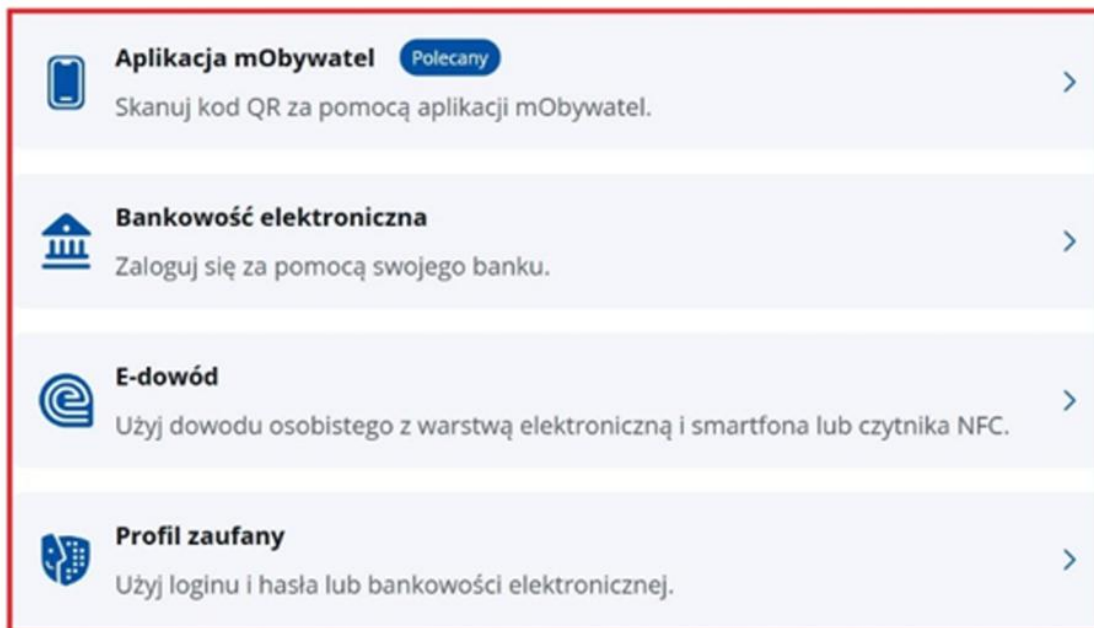 Aplikacja mObywatel Polecany
Skanuj kod QR za pomocą aplikacji mObywatel.
Bankowość elektroniczna
Zaloguj się za pomocą swojego banku.
E-dowód
Użyj dowodu osobistego z warstwą elektroniczną i smartfona lub czytnika NFC.
Profil zaufany
Użyj loginu i hasła lub bankowości elektronicznej.